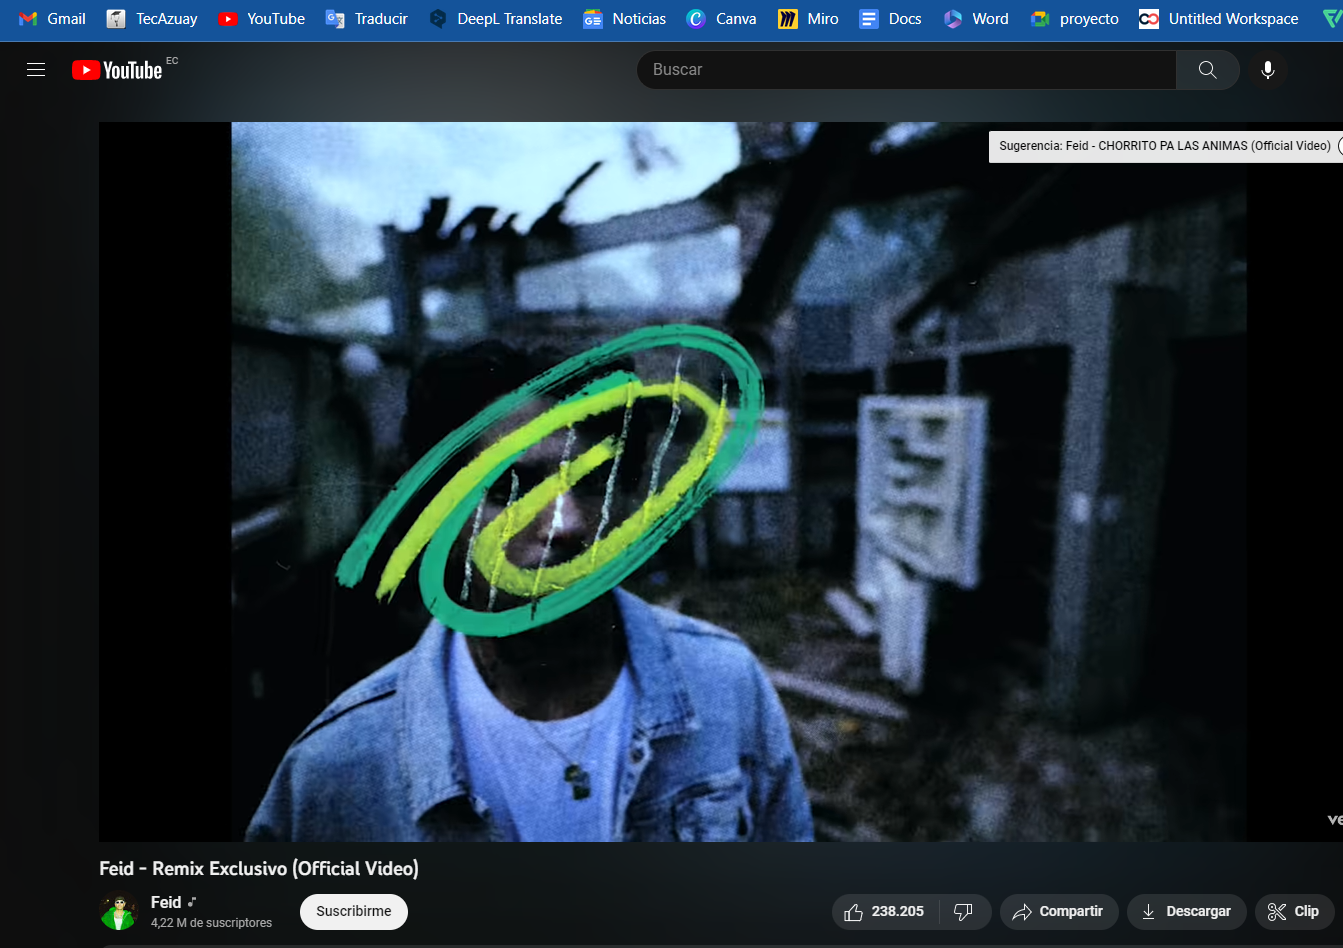 Gmail TecAzuay YouTube Traducir DeepL Translate Noticias Canva Miro Docs Word proyecto Untitled Workspace
YouTube EC
Buscar
Sugerencia: Feid - CHORRITO PA LAS ANIMAS (Official Video)
ve
Feid - Remix Exclusivo (Official Video)
Feid
4,22 M de suscriptores
Suscribirme
238.205 Compartir Descargar Clip